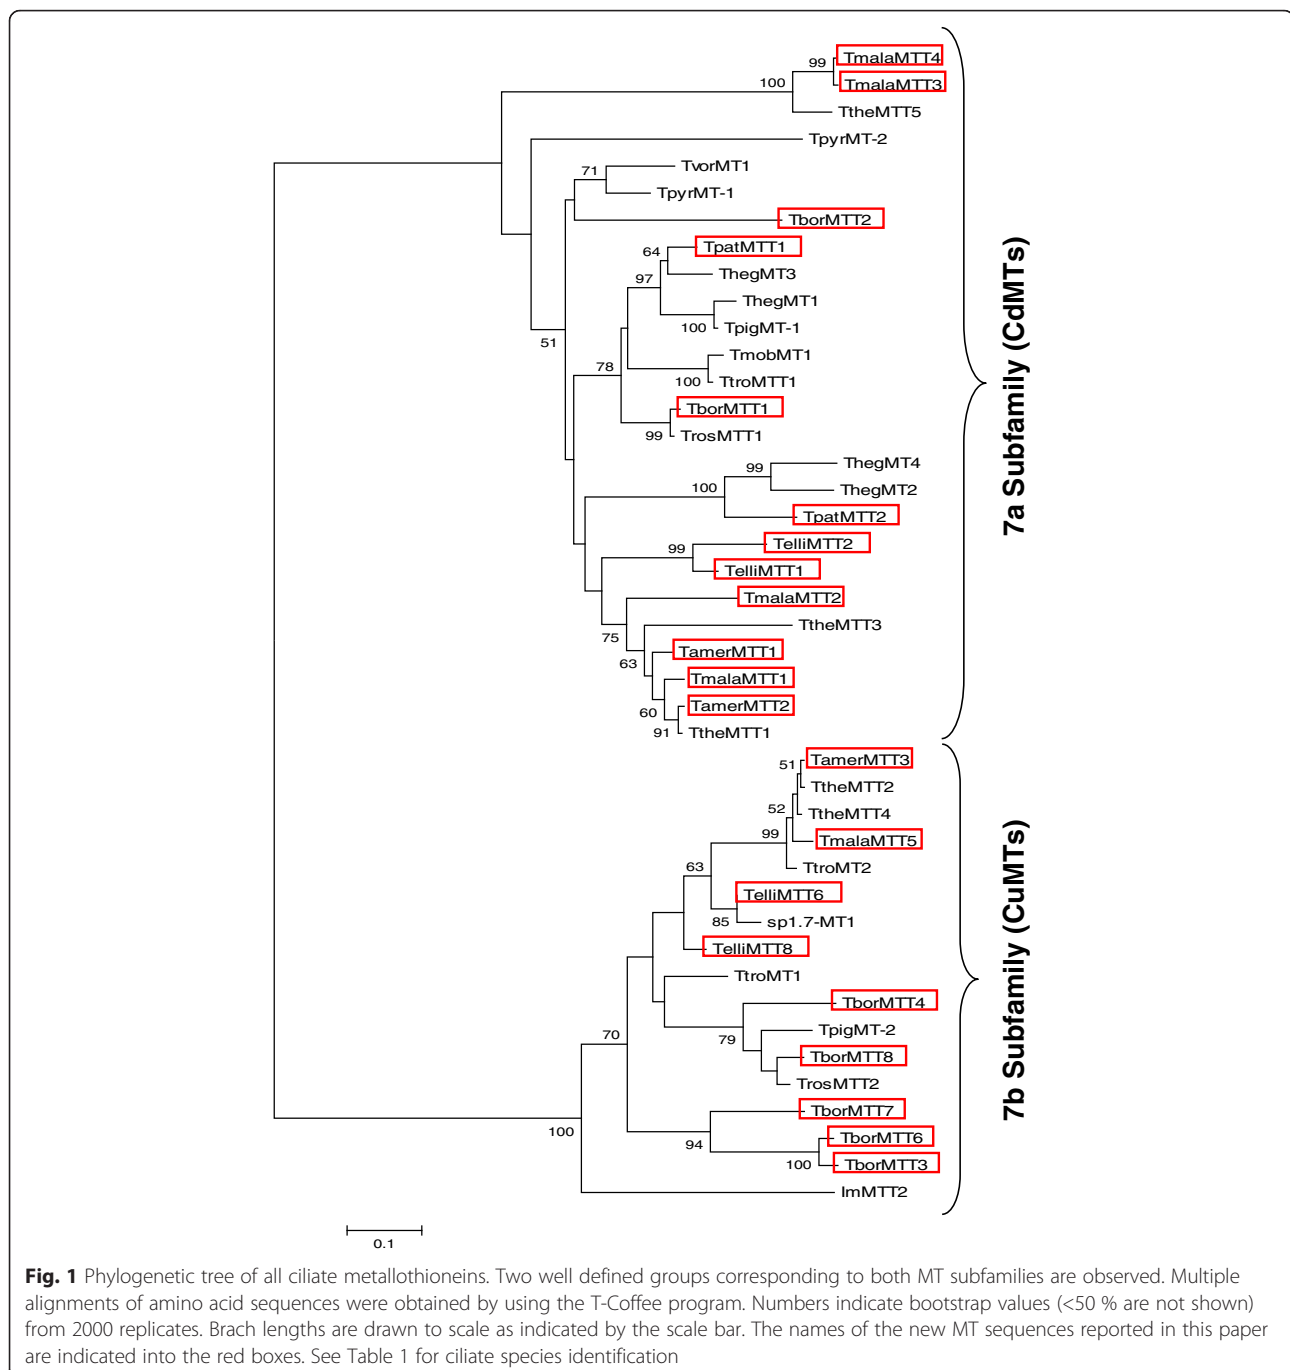 99
TmalaMTT4
TmalaMTT3
100
TtheMTT5
TpyrMT-2
71
TvorMT1
TpyrMT-1
TborMTT2
64
TpatMTT1
ThegMT3
97
ThegMT1
100
TpigMT-1
51
TmobMT1
78
100
TtroMTT1
TborMTT1
99
TrosMTT1
99
ThegMT4
100
ThegMT2
TpatMTT2
99
TelliMTT2
TelliMTT1
TmalaMTT2
75
TtheMTT3
63
TamerMTT1
TmalaMTT1
60
TamerMTT2
91
TtheMTT1
7a Subfamily (CdMTs)
51
TamerMTT3
TtheMTT2
52
TtheMTT4
99
TmalaMTT5
63
TtroMT2
TelliMTT6
85
sp1.7-MT1
TelliMTT8
TtroMT1
TborMTT4
70
79
TpigMT-2
TborMTT8
TrosMTT2
TborMTT7
100
94
TborMTT6
100
TborMTT3
ImMTT2
7b Subfamily (CuMTs)
0.1
Fig. 1 Phylogenetic tree of all ciliate metallothioneins. Two well defined groups corresponding to both MT subfamilies are observed. Multiple
alignments of amino acid sequences were obtained by using the T-Coffee program. Numbers indicate bootstrap values (<50 % are not shown)
from 2000 replicates. Brach lengths are drawn to scale as indicated by the scale bar. The names of the new MT sequences reported in this paper
are indicated into the red boxes. See Table 1 for ciliate species identification